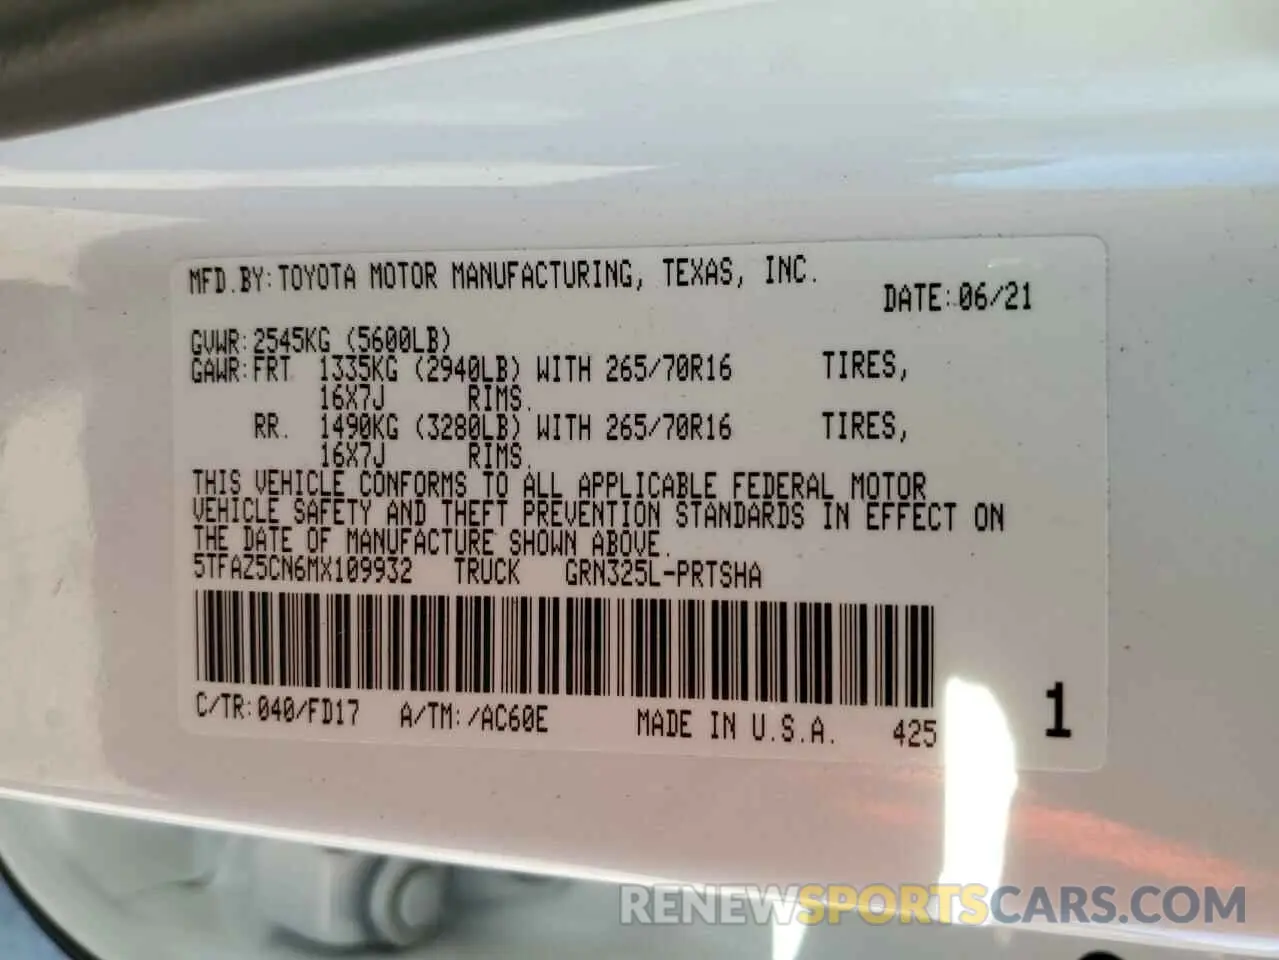 MFD.BY:TOYOTA MOTOR MANUFACTURING, TEXAS, INC.
DATE:06/21
GVWR:2545KG (5600LB)
GAWR:FRT 1335KG (2940LB) WITH 265/70R16 TIRES,
16X7J RIMS.
RR. 1490KG (3280LB) WITH 265/70R16 TIRES,
16X7J RIMS.
THIS VEHICLE CONFORMS TO ALL APPLICABLE FEDERAL MOTOR
VEHICLE SAFETY AND THEFT PREVENTION STANDARDS IN EFFECT ON
THE DATE OF MANUFACTURE SHOWN ABOVE.
5TFAZ5CN6MX109932 TRUCK GRN325L-PRTSHA
C/TR:040/FD17 A/TM:/AC60E MADE IN U.S.A. 425
1
RENEWSPORTSCARS.COM